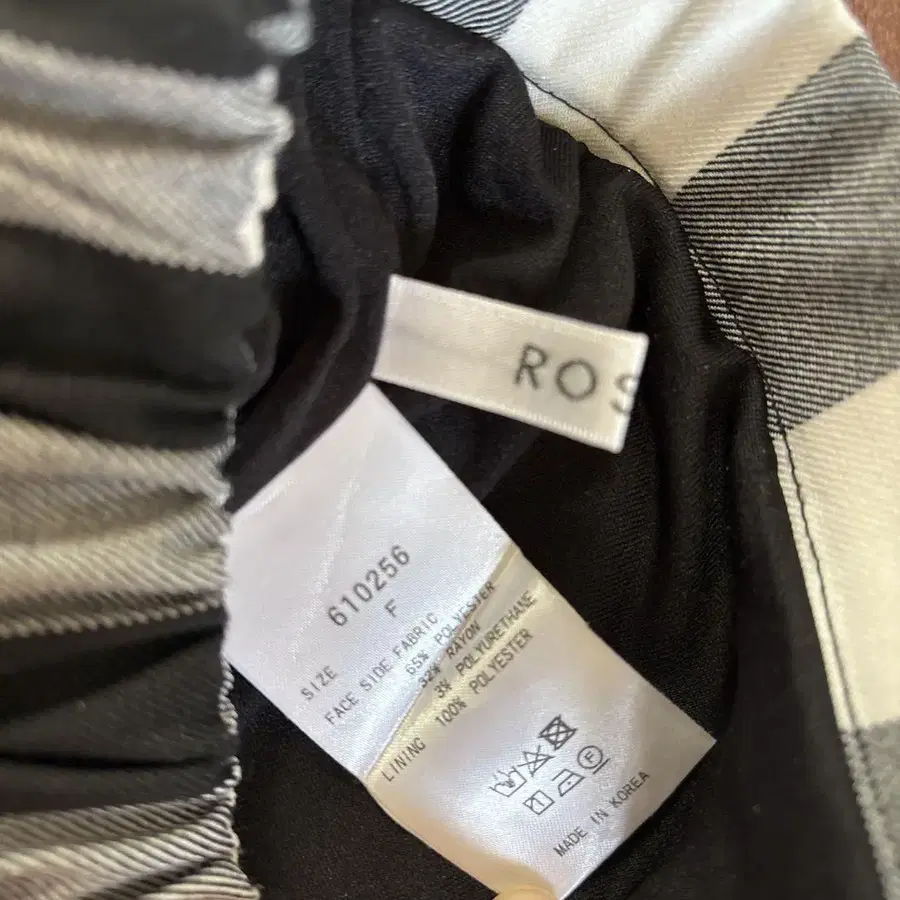 ROS
610256
SIZE F
FACE SIDE FABRIC
65% POLYESTER
32% RAYON
3% POLYURETHANE
LINING 100% POLYESTER
F
MADE IN KOREA